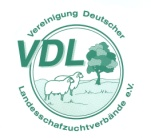 Vereinigung Deutscher
VDL
Landesschafzuchtverbände e.V.